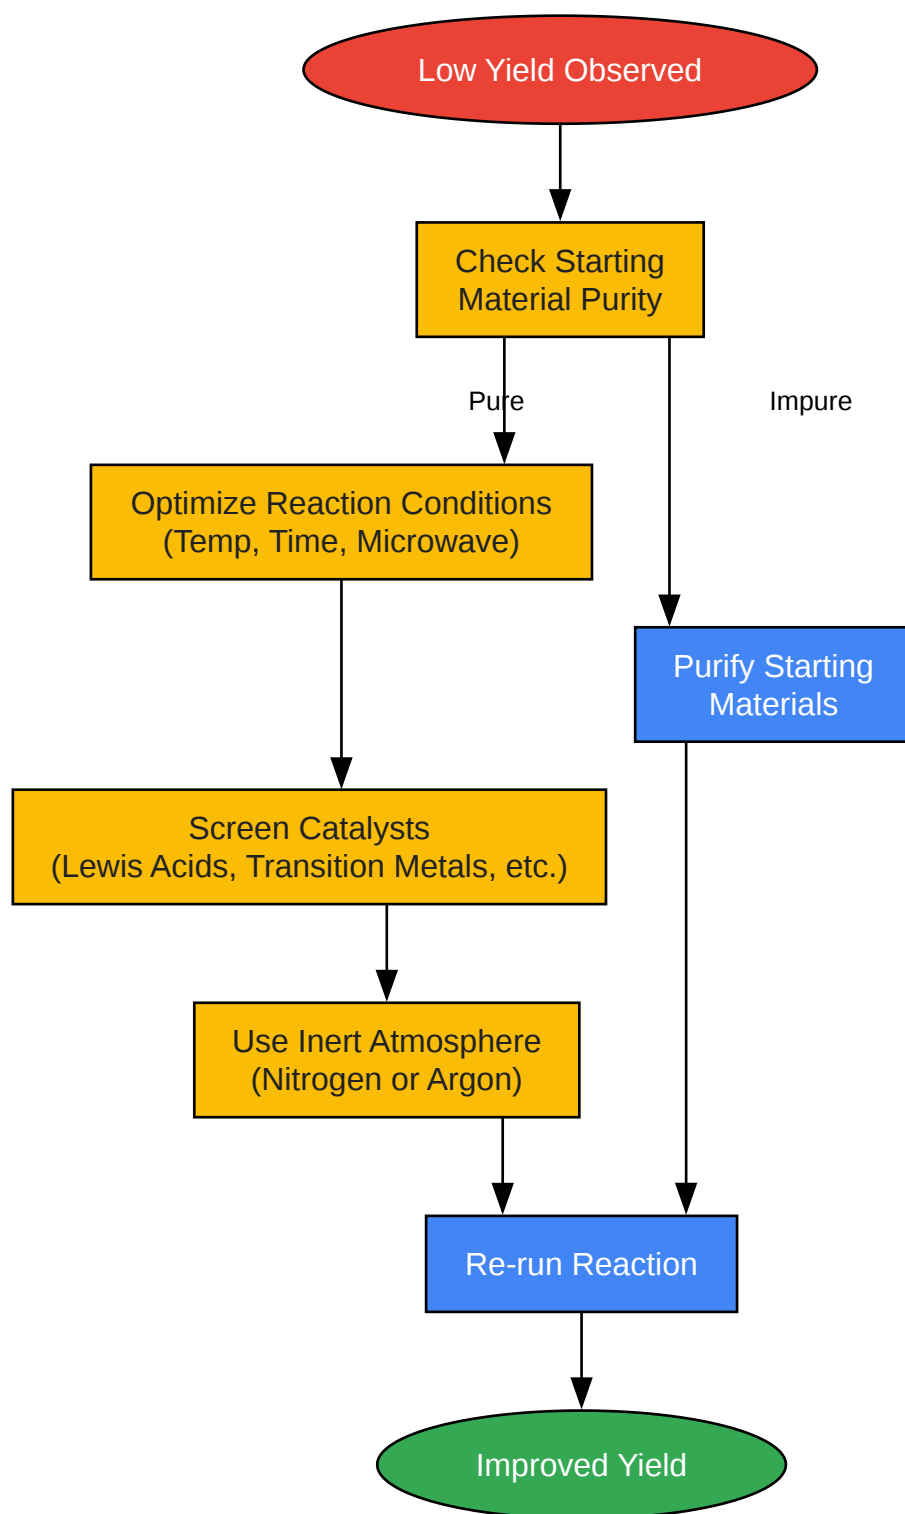 Low Yield Observed
Check Starting
Material Purity
Pure
Impure
Optimize Reaction Conditions
(Temp, Time, Microwave)
Purify Starting
Materials
Screen Catalysts
(Lewis Acids, Transition Metals, etc.)
Use Inert Atmosphere
(Nitrogen or Argon)
Re-run Reaction
Improved Yield